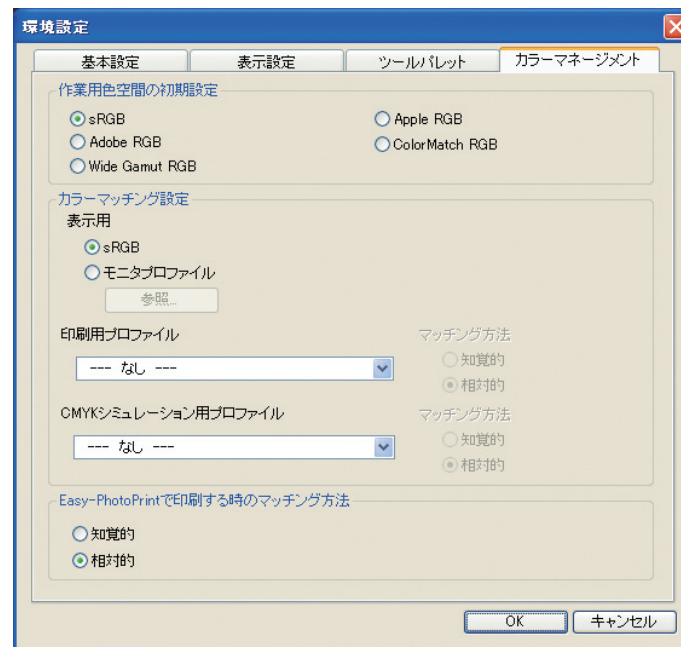 環境設定
基本設定 表示設定 ツールパレット カラーマネージメント
作業用色空間の初期設定
sRGB Apple RGB
Adobe RGB ColorMatch RGB
Wide Gamut RGB
カラーマッチング設定
表示用
sRGB
モニタプロファイル
参照...
印刷用プロファイル マッチング方法
--- なし --- 知覚的
相対的
CMYKシミュレーション用プロファイル マッチング方法
--- なし --- 知覚的
相対的
Easy-PhotoPrintで印刷する時のマッチング方法
知覚的
相対的
OK キャンセル